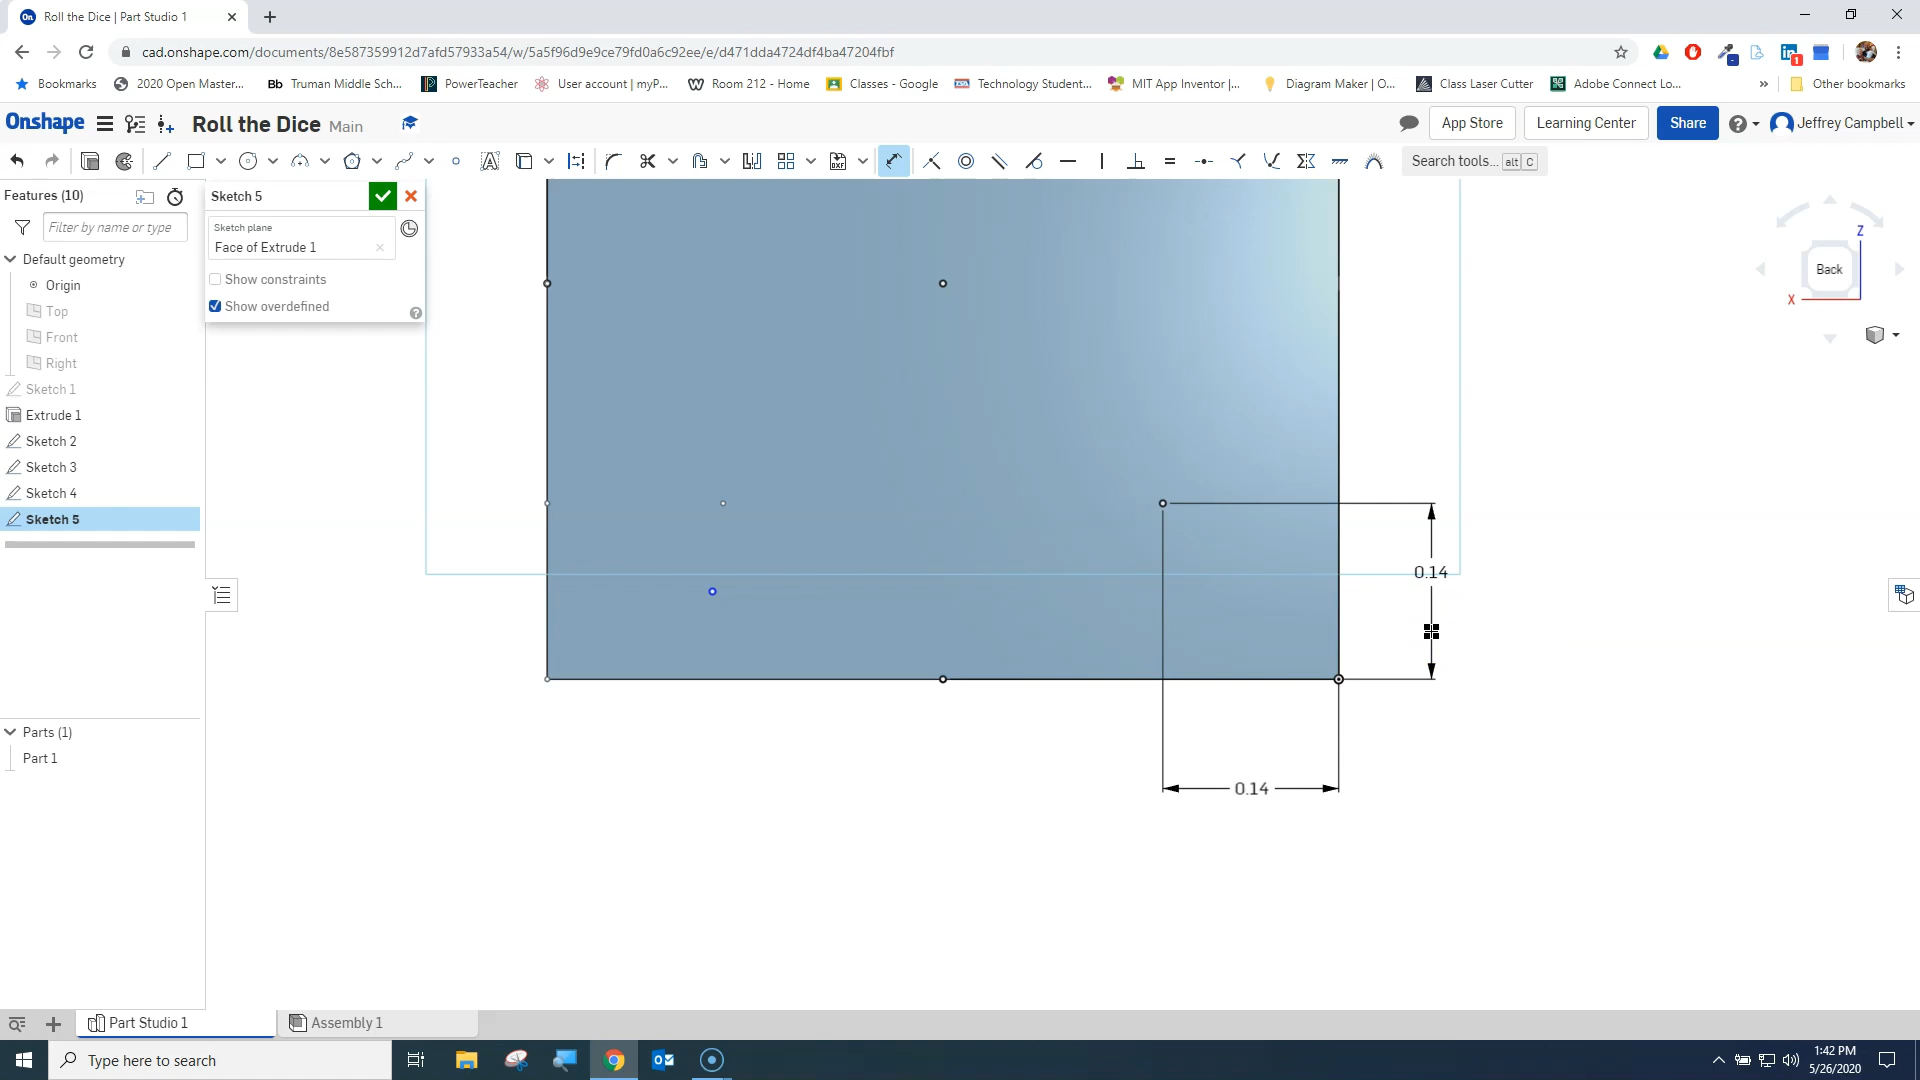 Roll the Dice | Part Studio 1
cad.onshape.com/documents/8e587359912d7afd57933a54/w/5a5f96d9e9ce79fd0a6c92ee/e/d471dda4724df4ba47204fbf
Bookmarks
2020 Open Master...
Bb Truman Middle Sch...
PowerTeacher
User account | myP...
Room 212 - Home
Classes - Google
Technology Student...
MIT App Inventor |...
Diagram Maker | O...
Class Laser Cutter
Adobe Connect Lo...
»
Other bookmarks
Onshape
Roll the Dice Main
App Store
Learning Center
Share
Jeffrey Campbell
Search tools... alt C
Features (10)
Filter by name or type
Default geometry
Origin
Top
Front
Right
Sketch 1
Extrude 1
Sketch 2
Sketch 3
Sketch 4
Sketch 5
Sketch 5
Sketch plane
Face of Extrude 1
Show constraints
Show overdefined
Z
Back
X
0.14
0.14
Parts (1)
Part 1
Part Studio 1
Assembly 1
Type here to search
1:42 PM
5/26/2020